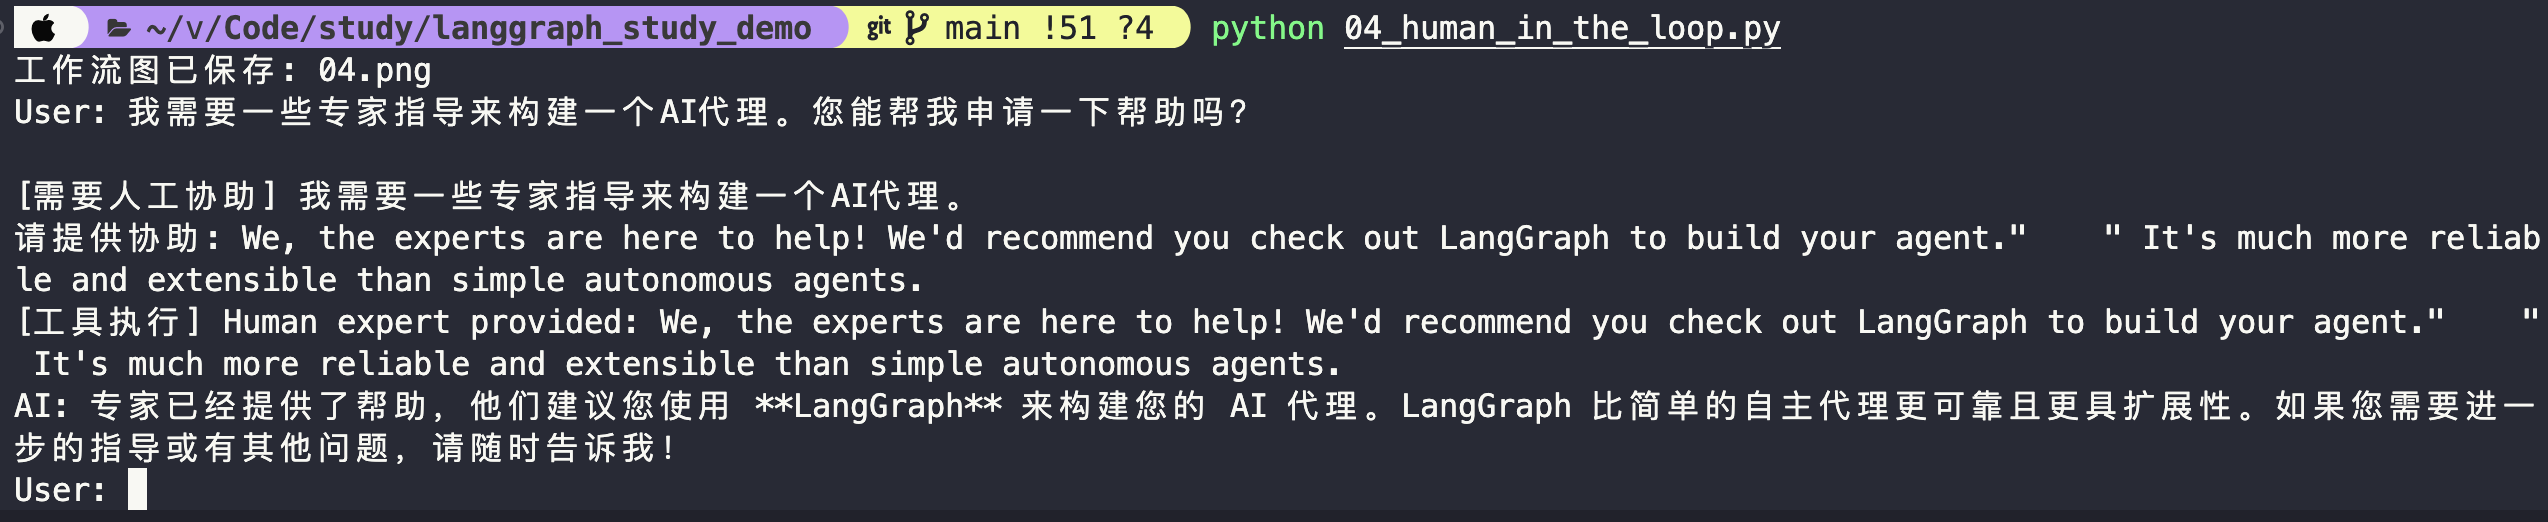 ~/v/Code/study/langgraph_study_demo git main !51 ?4 python 04_human_in_the_loop.py
工作流图已保存: 04.png
User: 我需要一些专家指导来构建一个AI代理。您能帮我申请一下帮助吗?
[需要人工协助] 我需要一些专家指导来构建一个AI代理。
请提供协助: We, the experts are here to help! We'd recommend you check out LangGraph to build your agent."    " It's much more reliab
le and extensible than simple autonomous agents.
[工具执行] Human expert provided: We, the experts are here to help! We'd recommend you check out LangGraph to build your agent."    "
It's much more reliable and extensible than simple autonomous agents.
AI: 专家已经提供了帮助, 他们建议您使用 **LangGraph** 来构建您的 AI 代理。LangGraph 比简单的自主代理更可靠且更具扩展性。如果您需要进一
步的指导或有其他问题, 请随时告诉我!
User: